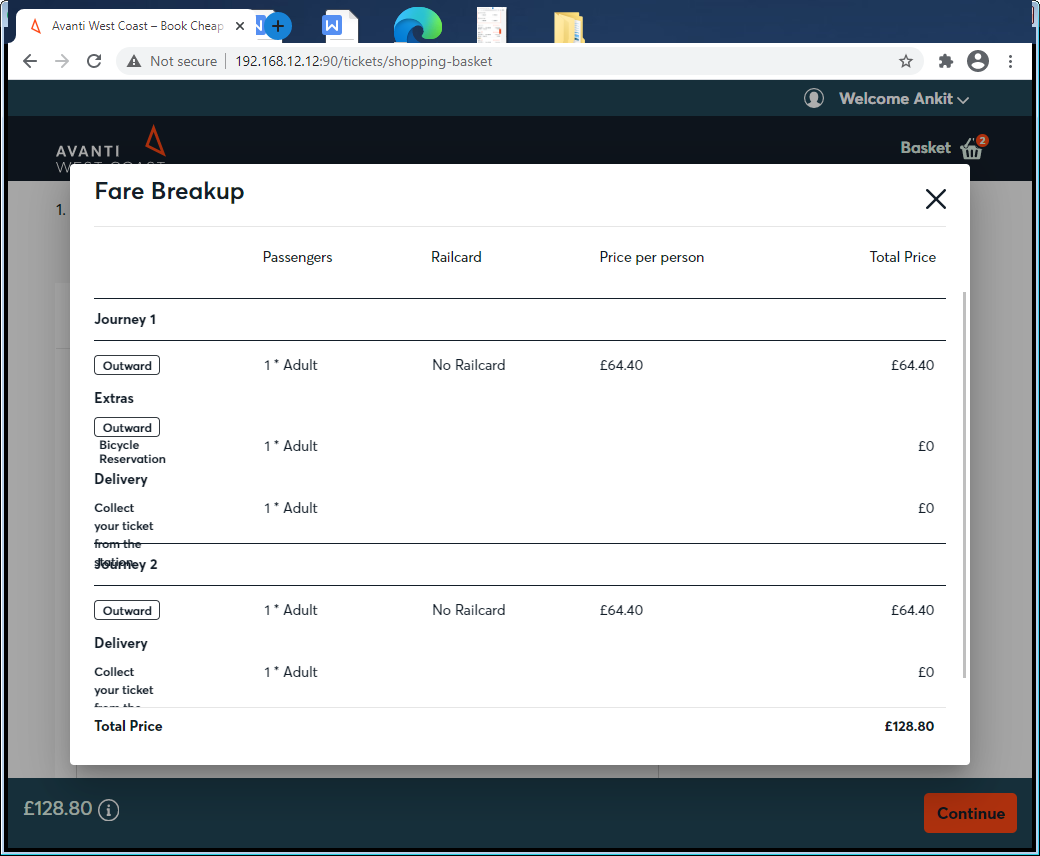 Avanti West Coast – Book Cheap
Not secure
192.168.12.12:90/tickets/shopping-basket
Welcome Ankit
AVANTI
WEST COAST
Basket
2
1.
Fare Breakup
Passengers Railcard Price per person Total Price
Journey 1
Outward 1 * Adult No Railcard £64.40 £64.40
Extras
Outward
Bicycle
Reservation
1 * Adult £0
Delivery
Collect
your ticket
from the
station
1 * Adult £0
Journey 2
Outward 1 * Adult No Railcard £64.40 £64.40
Delivery
Collect
your ticket
from the
1 * Adult £0
Total Price £128.80
£128.80
Continue